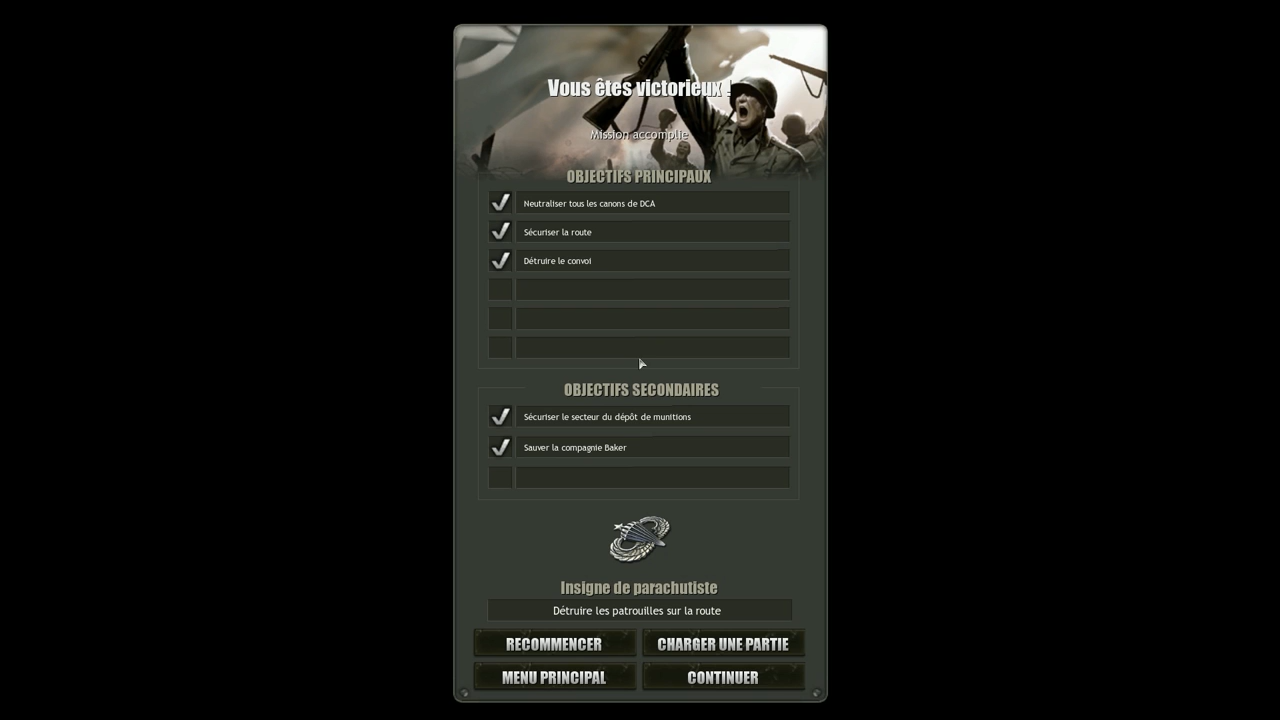 Vous êtes victorieux !
Mission accomplie
OBJECTIFS PRINCIPAUX
Neutraliser tous les canons de DCA
Sécuriser la route
Détruire le convoi
OBJECTIFS SECONDAIRES
Sécuriser le secteur du dépôt de munitions
Sauver la compagnie Baker
Insigne de parachutiste
Détruire les patrouilles sur la route
RECOMMENCER
CHARGER UNE PARTIE
MENU PRINCIPAL
CONTINUER